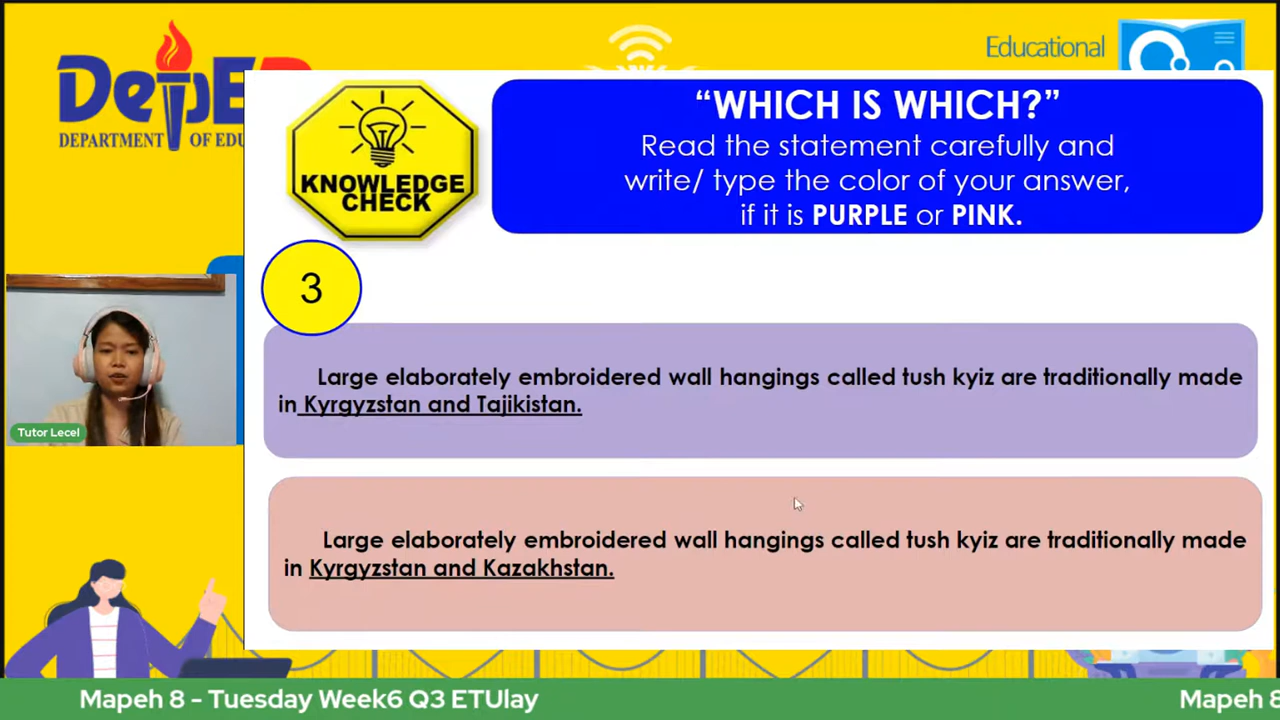 DepED
DEPARTMENT OF EDU
Educational
KNOWLEDGE
CHECK
“WHICH IS WHICH?”
Read the statement carefully and
write/ type the color of your answer,
if it is PURPLE or PINK.
3
Large elaborately embroidered wall hangings called tush kyiz are traditionally made
in Kyrgyzstan and Tajikistan.
Large elaborately embroidered wall hangings called tush kyiz are traditionally made
in Kyrgyzstan and Kazakhstan.
Tutor Lecel
Mapeh 8 - Tuesday Week6 Q3 ETUlay
Mapeh 8